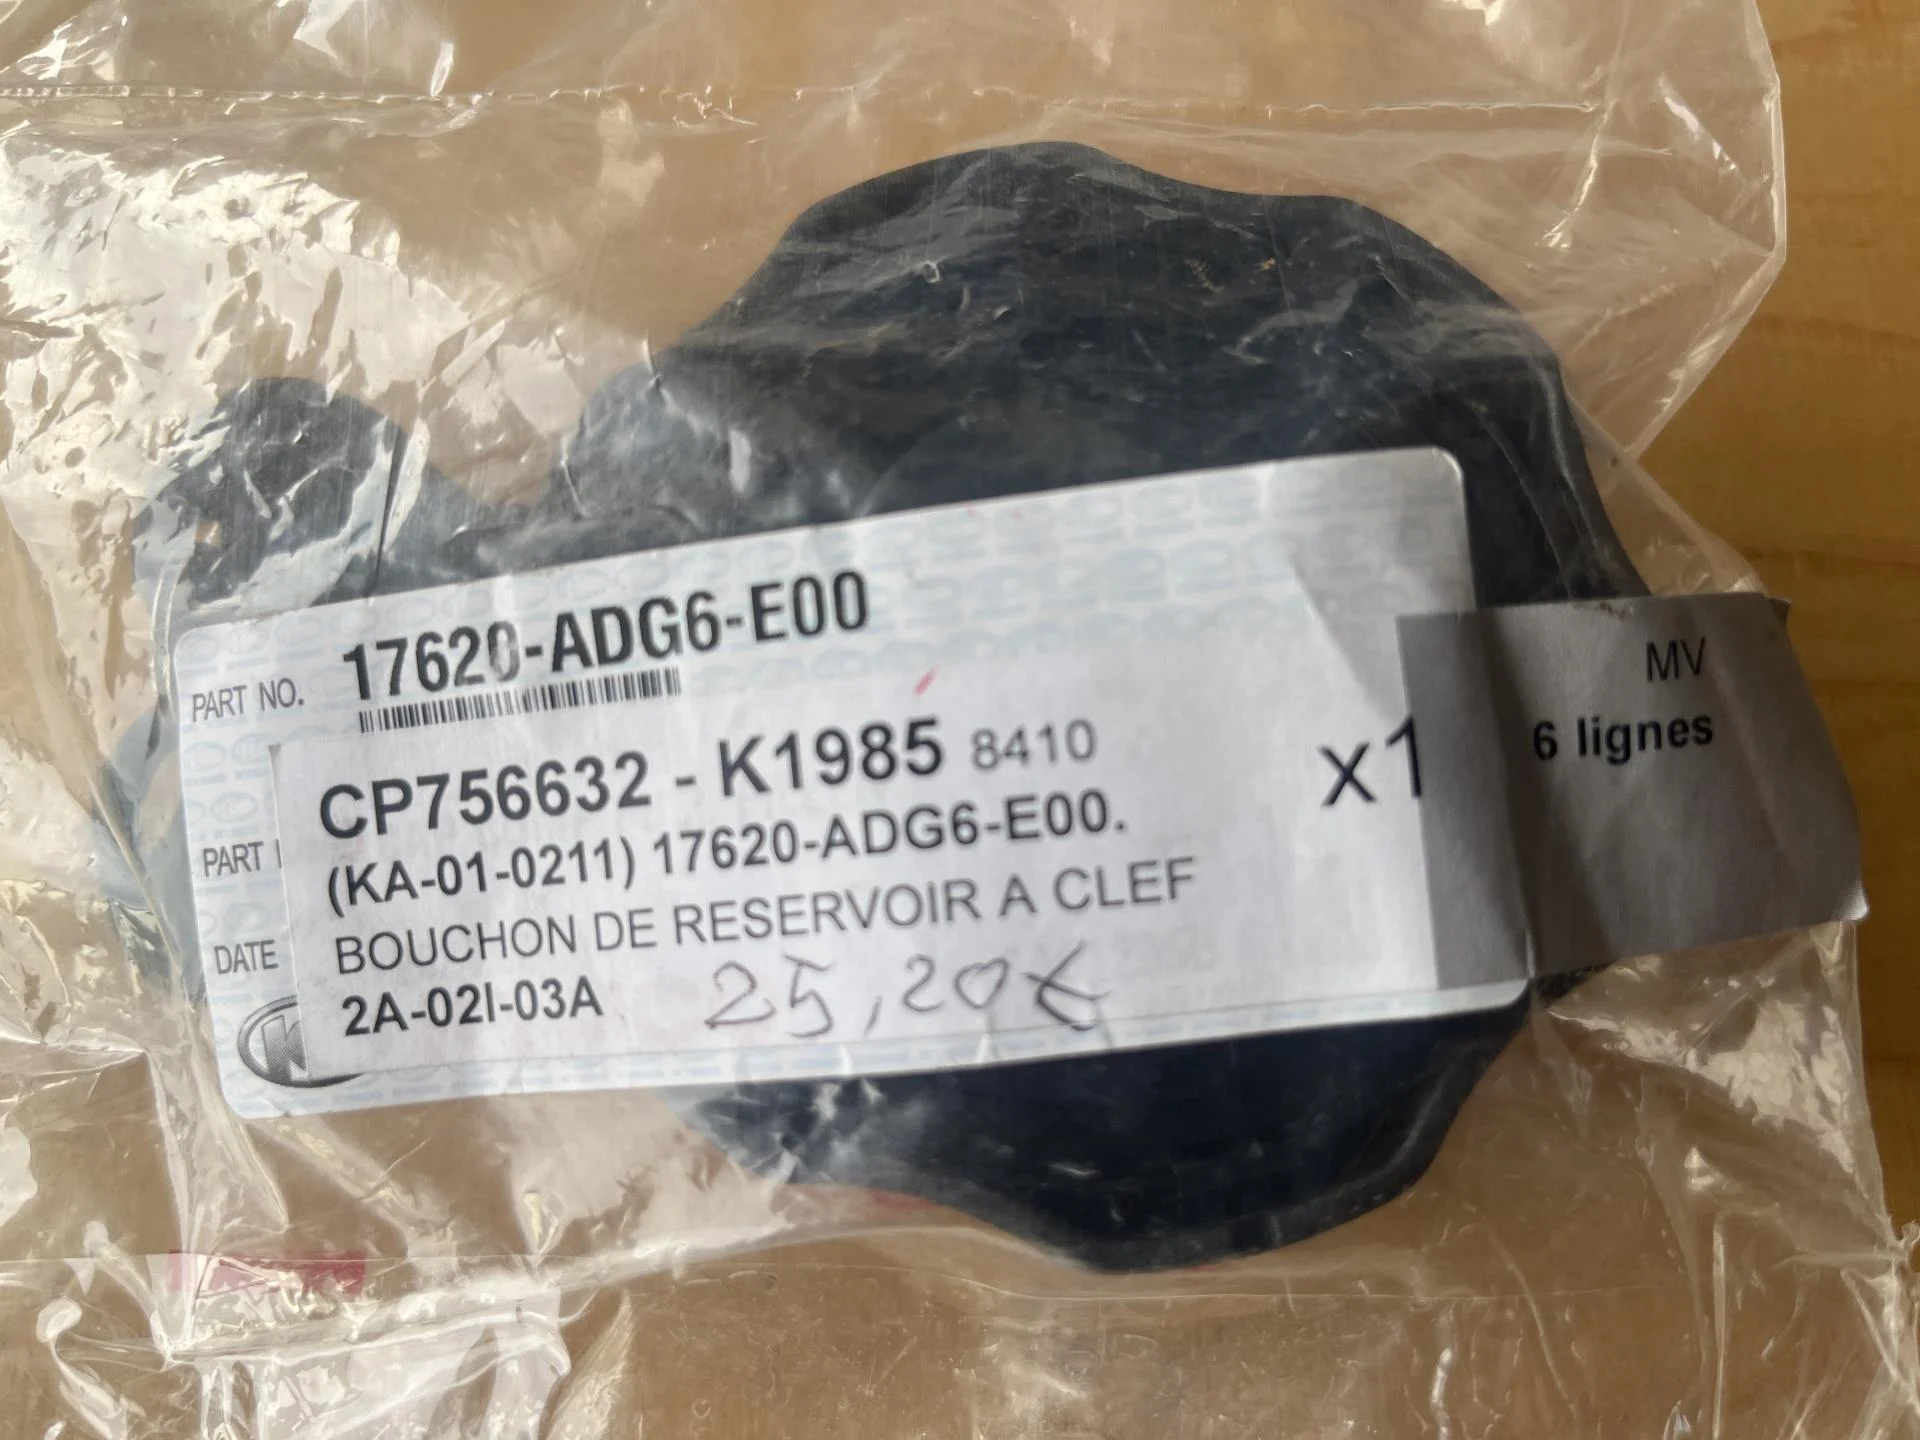 PART NO. 17620-ADG6-E00
CP756632 - K1985 8410 x1
(KA-01-0211) 17620-ADG6-E00.
PART
BOUCHON DE RESERVOIR A CLEF
DATE
2A-02I-03A 25,20€
MV
6 lignes